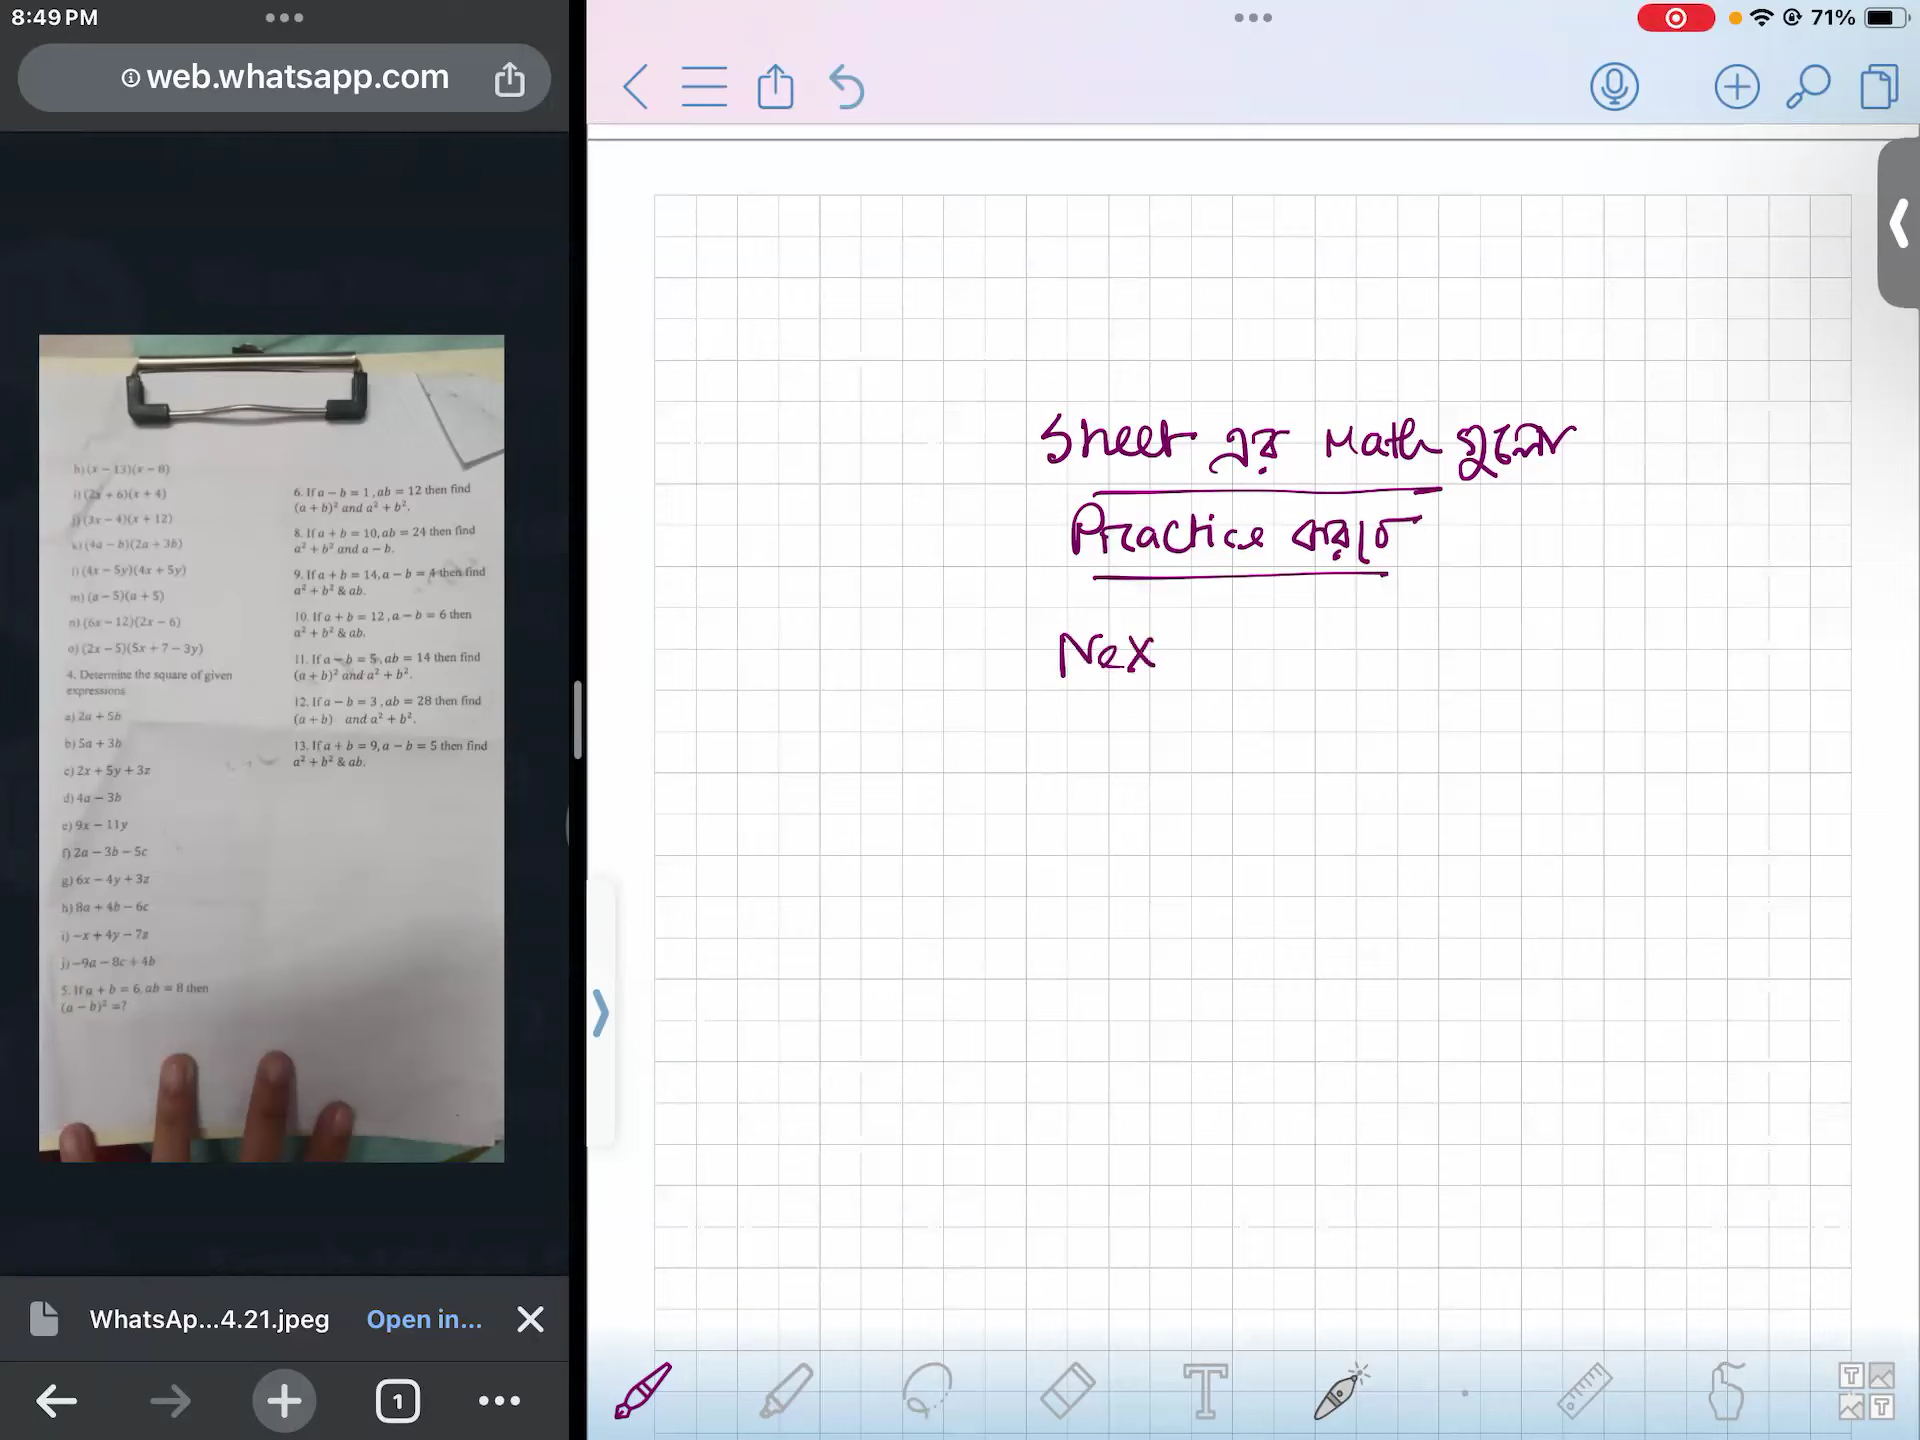 8:49 PM
71%
web.whatsapp.com
h) (x − 13)(x − 8)
i) (2x + 6)(x + 4)
j) (3x − 4)(x + 12)
k) (4a − b)(2a + 3b)
l) (4x − 5y)(4x + 5y)
m) (a − 5)(a + 5)
n) (6x − 12)(2x − 6)
o) (2x − 5)(5x + 7 − 3y)
4. Determine the square of given
expressions
a) 2a + 5b
b) 5a + 3b
c) 2x + 5y + 3z
d) 4a − 3b
e) 9x − 11y
f) 2a − 3b − 5c
g) 6x − 4y + 3z
h) 8a + 4b − 6c
i) −x + 4y − 7z
j) −9a − 8c + 4b
5. If a + b = 6, ab = 8 then
(a − b)² =?
6. If a − b = 1, ab = 12 then find
(a + b)² and a² + b².
8. If a + b = 10, ab = 24 then find
a² + b² and a − b.
9. If a + b = 14, a − b = 4 then find
a² + b² & ab.
10. If a + b = 12, a − b = 6 then
a² + b² & ab.
11. If a − b = 5, ab = 14 then find
(a + b)² and a² + b².
12. If a − b = 3, ab = 28 then find
(a + b) and a² + b².
13. If a + b = 9, a − b = 5 then find
a² + b² & ab.
WhatsAp...4.21.jpeg
Open in...
1
Sheet এর Math গুলো
Practice করতে
Nex
T